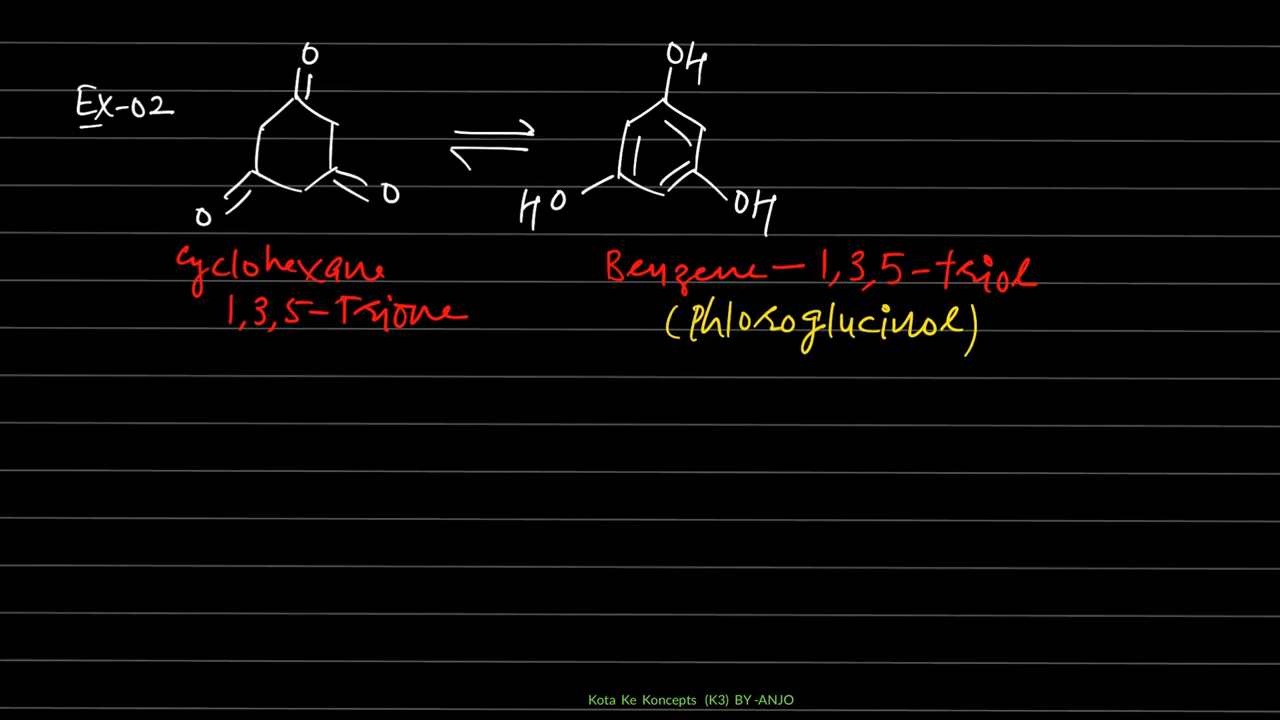 Ex-02
O
O
O
OH
HO
OH
Cyclohexane
1,3,5-Trione
Benzene-1,3,5-triol
(Phloroglucinol)
Kota Ke Koncepts (K3) BY -ANJO